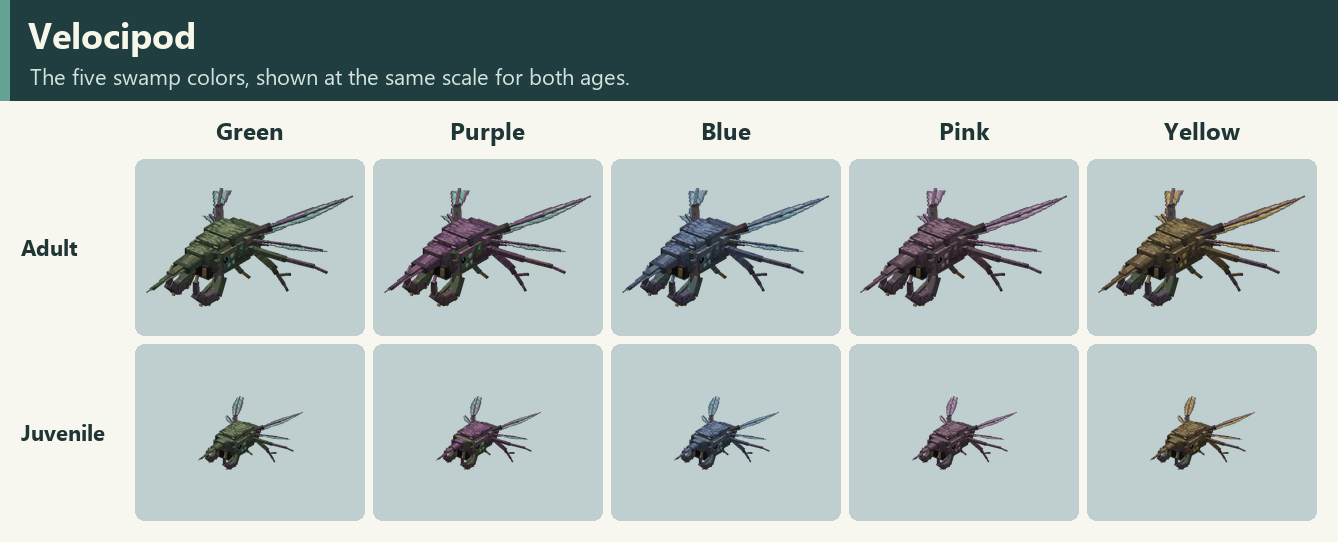 Velocipod
The five swamp colors, shown at the same scale for both ages.
Green Purple Blue Pink Yellow
Adult
Juvenile